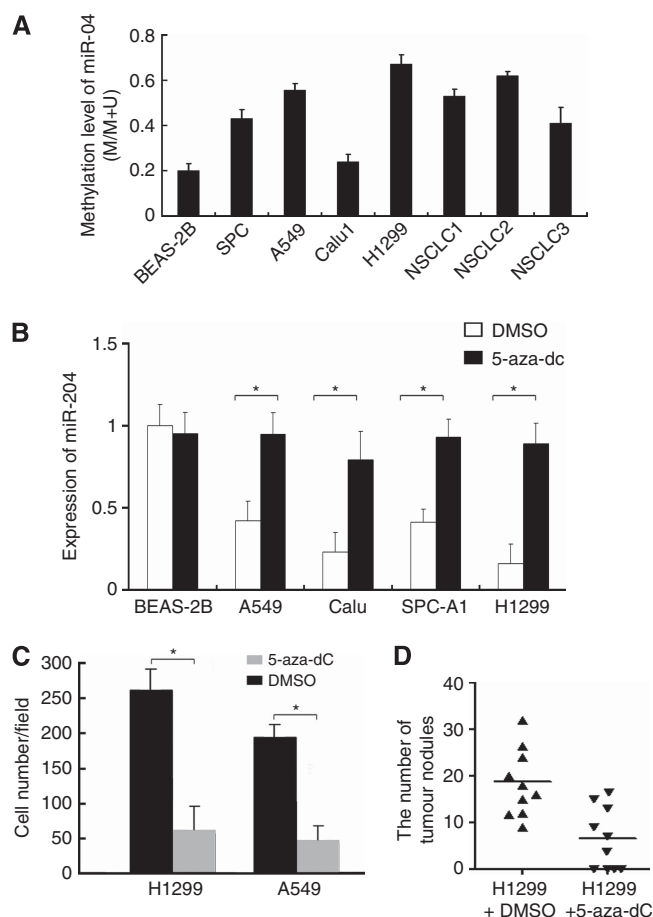 A
Methylation level of miR-04
(M/M+U)
0.8
0.6
0.4
0.2
0
BEAS-2B
SPC
A549
Calu1
H1299
NSCLC1
NSCLC2
NSCLC3
B
DMSO
5-aza-dc
Expression of miR-204
1.5
1
0.5
0
* * * *
BEAS-2B A549 Calu SPC-A1 H1299
C
5-aza-dC
DMSO
Cell number/field
300
250
200
150
100
50
0
* *
H1299 A549
D
The number of
tumour nodules
40
30
20
10
0
H1299 H1299
+ DMSO +5-aza-dC